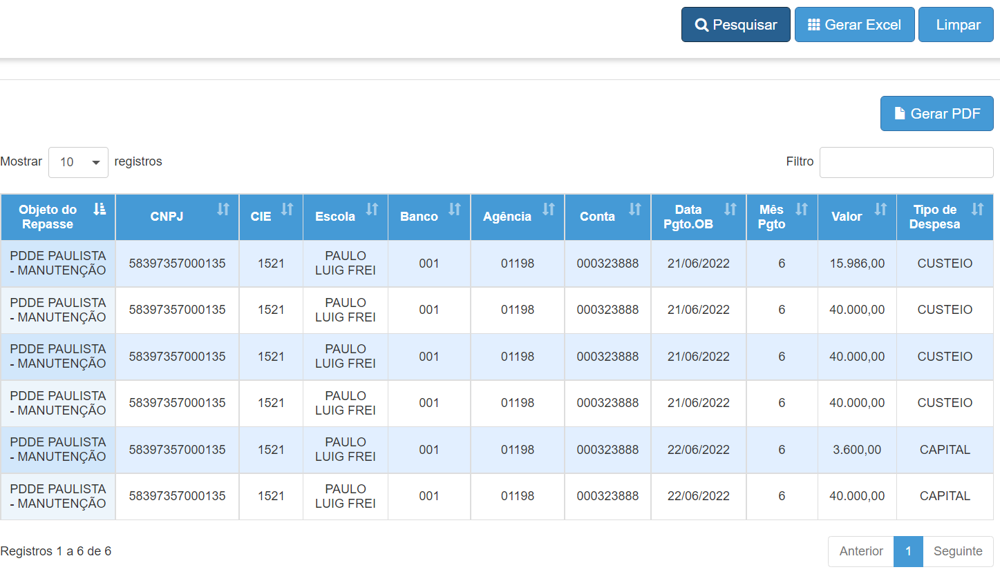 Pesquisar Gerar Excel Limpar
Gerar PDF
Mostrar 10 registros Filtro
Objeto do Repasse CNPJ CIE Escola Banco Agência Conta Data Pgto.OB Mês Pgto Valor Tipo de Despesa
PDDE PAULISTA - MANUTENÇÃO 58397357000135 1521 PAULO LUIG FREI 001 01198 000323888 21/06/2022 6 15.986,00 CUSTEIO
PDDE PAULISTA - MANUTENÇÃO 58397357000135 1521 PAULO LUIG FREI 001 01198 000323888 21/06/2022 6 40.000,00 CUSTEIO
PDDE PAULISTA - MANUTENÇÃO 58397357000135 1521 PAULO LUIG FREI 001 01198 000323888 21/06/2022 6 40.000,00 CUSTEIO
PDDE PAULISTA - MANUTENÇÃO 58397357000135 1521 PAULO LUIG FREI 001 01198 000323888 21/06/2022 6 40.000,00 CUSTEIO
PDDE PAULISTA - MANUTENÇÃO 58397357000135 1521 PAULO LUIG FREI 001 01198 000323888 22/06/2022 6 3.600,00 CAPITAL
PDDE PAULISTA - MANUTENÇÃO 58397357000135 1521 PAULO LUIG FREI 001 01198 000323888 22/06/2022 6 40.000,00 CAPITAL
Registros 1 a 6 de 6 Anterior 1 Seguinte